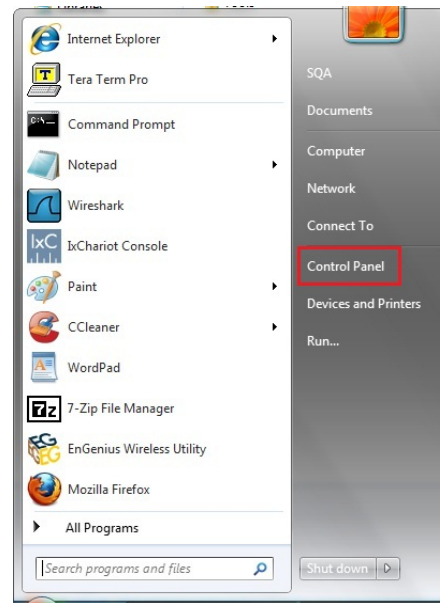 Internet Explorer
Tera Term Pro
Command Prompt
Notepad
Wireshark
IxChariot Console
Paint
CCleaner
WordPad
7-Zip File Manager
EnGenius Wireless Utility
Mozilla Firefox
All Programs
Search programs and files
SQA
Documents
Computer
Network
Connect To
Control Panel
Devices and Printers
Run...
Shut down